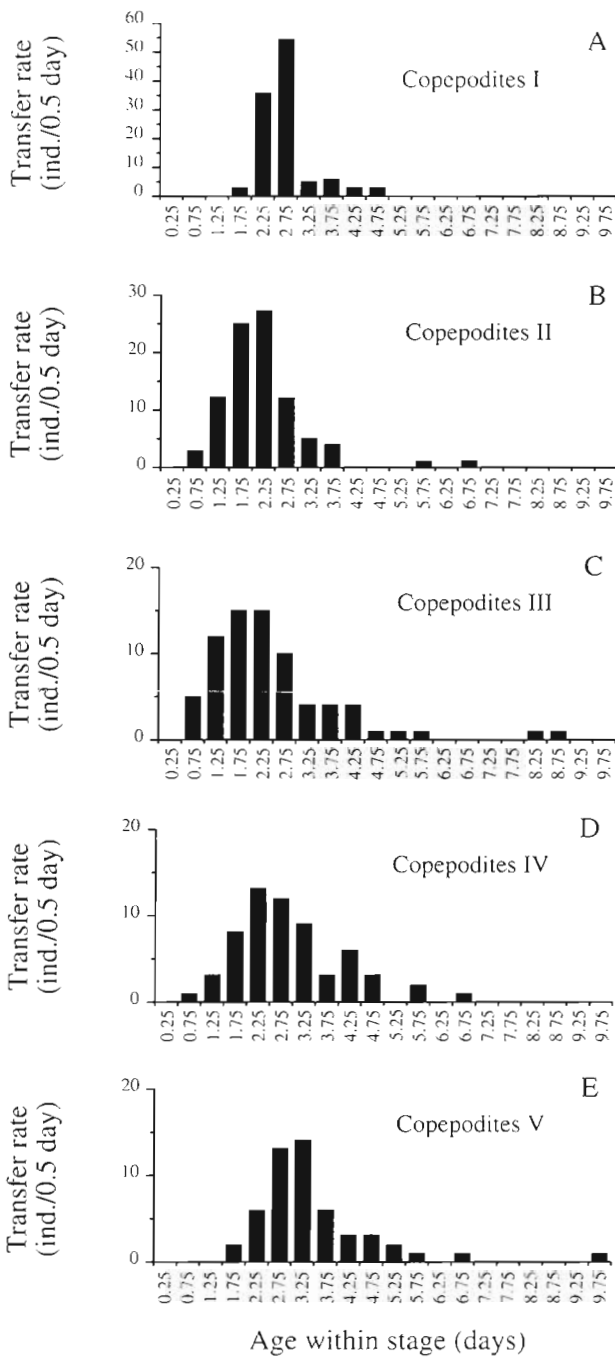 A
Copepodites I
Transfer rate
(ind./0.5 day)
60
50
40
30
20
10
0
0.25 0.75 1.25 1.75 2.25 2.75 3.25 3.75 4.25 4.75 5.25 5.75 6.25 6.75 7.25 7.75 8.25 8.75 9.25 9.75
B
Copepodites II
Transfer rate
(ind./0.5 day)
30
20
10
0
0.25 0.75 1.25 1.75 2.25 2.75 3.25 3.75 4.25 4.75 5.25 5.75 6.25 6.75 7.25 7.75 8.25 8.75 9.25 9.75
C
Copepodites III
Transfer rate
(ind./0.5 day)
20
10
0
0.25 0.75 1.25 1.75 2.25 2.75 3.25 3.75 4.25 4.75 5.25 5.75 6.25 6.75 7.25 7.75 8.25 8.75 9.25 9.75
D
Copepodites IV
Transfer rate
(ind./0.5 day)
20
10
0
0.25 0.75 1.25 1.75 2.25 2.75 3.25 3.75 4.25 4.75 5.25 5.75 6.25 6.75 7.25 7.75 8.25 8.75 9.25 9.75
E
Copepodites V
Transfer rate
(ind./0.5 day)
20
10
0
0.25 0.75 1.25 1.75 2.25 2.75 3.25 3.75 4.25 4.75 5.25 5.75 6.25 6.75 7.25 7.75 8.25 8.75 9.25 9.75
Age within stage (days)